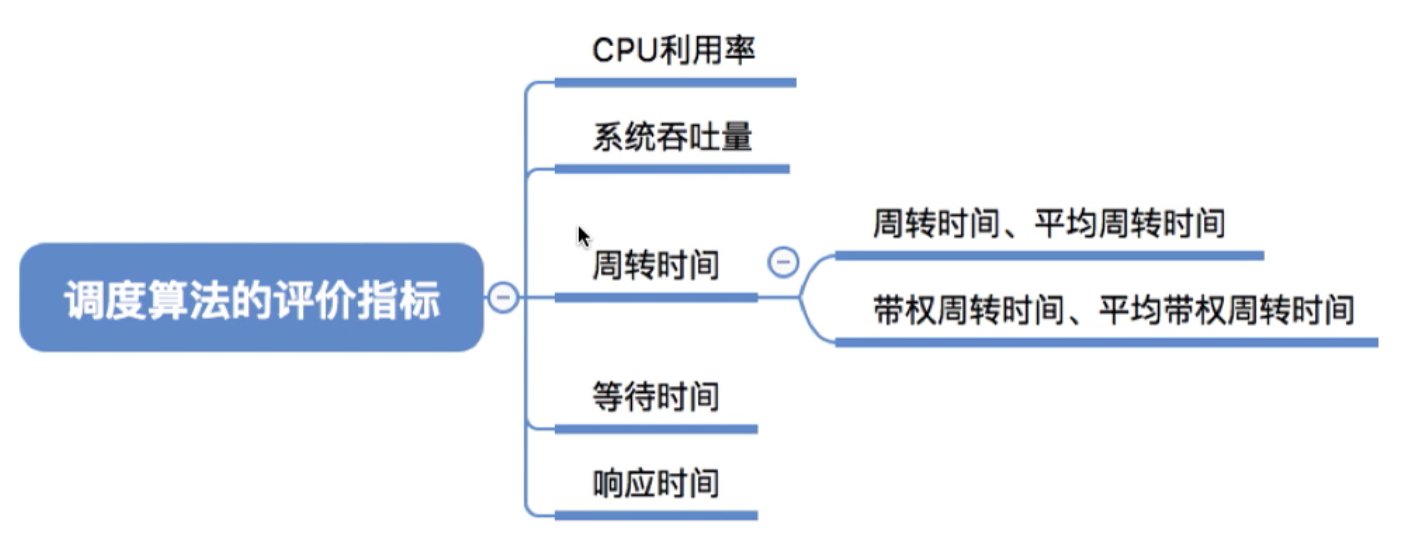 CPU利用率
系统吞吐量
周转时间、平均周转时间
周转时间
调度算法的评价指标
带权周转时间、平均带权周转时间
等待时间
响应时间